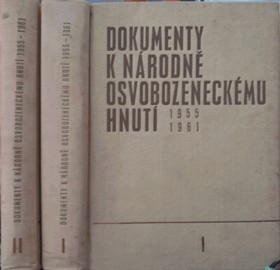 DOKUMENTY
K NÁRODNĚ
OSVOBOZENECKÉMU
HNUTÍ 1955
1961
I
DOKUMENTY K NÁRODNĚ OSVOBOZENECKÉMU HNUTÍ 1955-1961
I
DOKUMENTY K NÁRODNĚ OSVOBOZENECKÉMU HNUTÍ 1955-1961
II